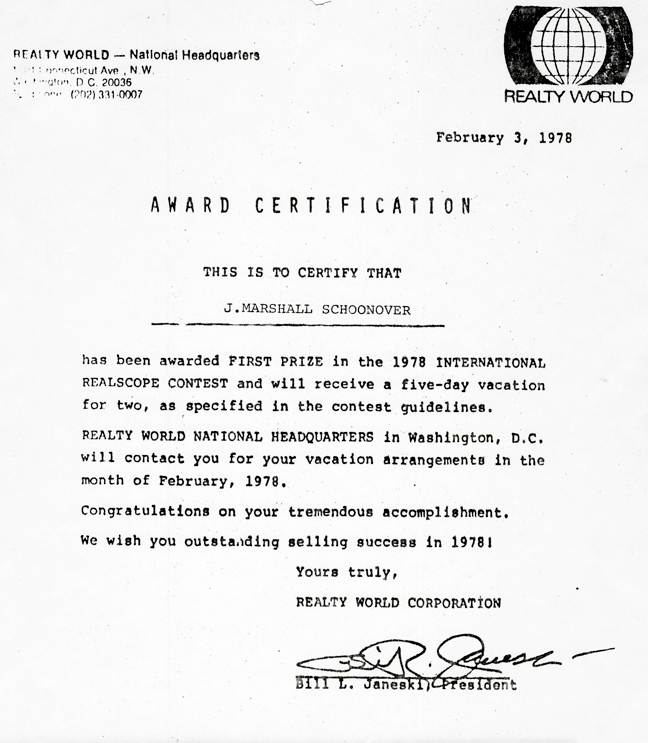 REALTY WORLD — National Headquarters
Connecticut Ave., N.W.
D.C. 20036
(202) 331-0007
REALTY WORLD
February 3, 1978
AWARD CERTIFICATION
THIS IS TO CERTIFY THAT
J.MARSHALL SCHOONOVER
has been awarded FIRST PRIZE in the 1978 INTERNATIONAL
REALSCOPE CONTEST and will receive a five-day vacation
for two, as specified in the contest guidelines.
REALTY WORLD NATIONAL HEADQUARTERS in Washington, D.C.
will contact you for your vacation arrangements in the
month of February, 1978.
Congratulations on your tremendous accomplishment.
We wish you outstanding selling success in 1978!
Yours truly,
REALTY WORLD CORPORATION
Bill L. Janeski, President